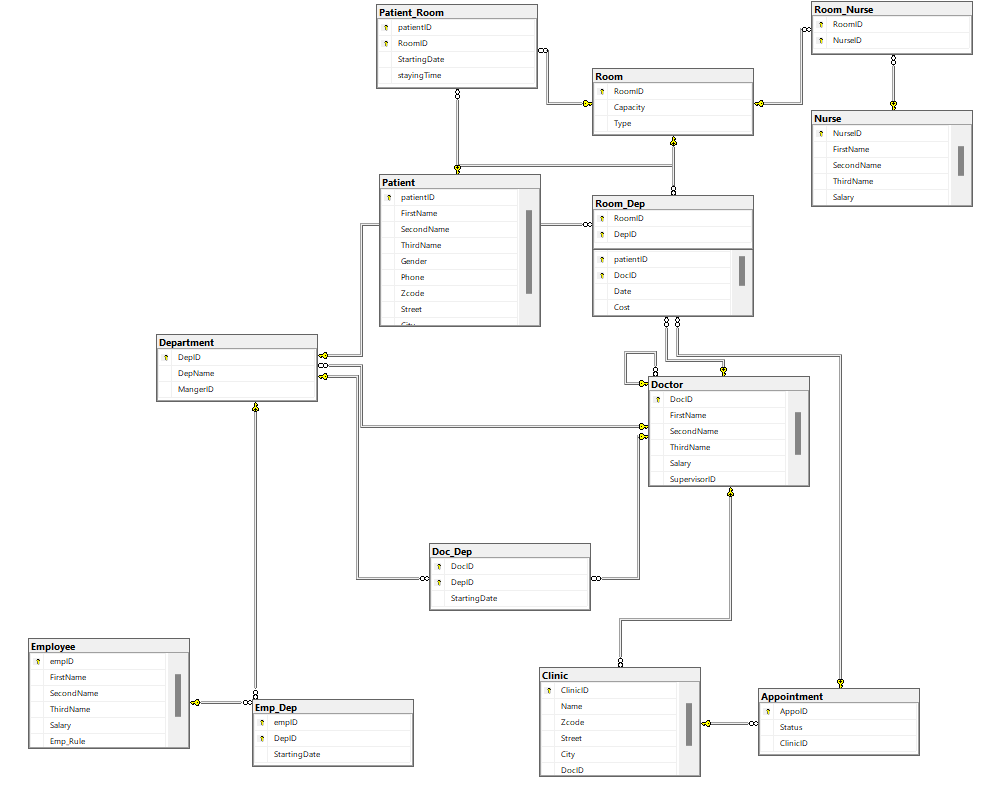 Patient_Room
patientID
RoomID
StartingDate
stayingTime
Room_Nurse
RoomID
NurseID
Room
RoomID
Capacity
Type
Nurse
NurseID
FirstName
SecondName
ThirdName
Salary
Patient
patientID
FirstName
SecondName
ThirdName
Gender
Phone
Zcode
Street
City
Room_Dep
RoomID
DepID
patientID
DocID
Date
Cost
Department
DepID
DepName
MangerID
Doctor
DocID
FirstName
SecondName
ThirdName
Salary
SupervisorID
Doc_Dep
DocID
DepID
StartingDate
Employee
empID
FirstName
SecondName
ThirdName
Salary
Emp_Rule
Emp_Dep
empID
DepID
StartingDate
Clinic
ClinicID
Name
Zcode
Street
City
DocID
Appointment
AppoID
Status
ClinicID